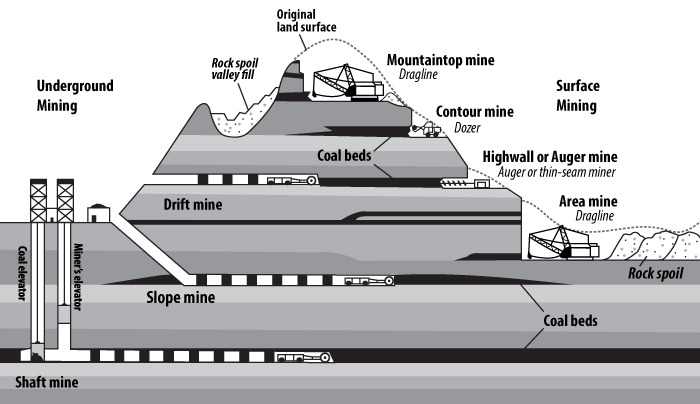 Original
land surface
Mountaintop mine
Dragline
Rock spoil
valley fill
Underground
Mining
Surface
Mining
Contour mine
Dozer
Coal beds
Highwall or Auger mine
Auger or thin-seam miner
Drift mine
Area mine
Dragline
Coal elevator
Miner's elevator
Rock spoil
Slope mine
Coal beds
Shaft mine